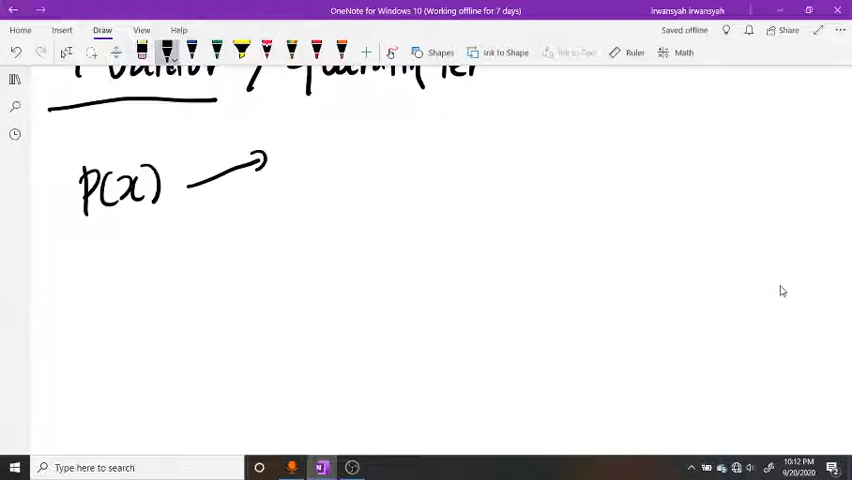 OneNote for Windows 10 (Working offline for 7 days)
irwansyah irwansyah
Home Insert Draw View Help
Saved offline
Share
Shapes Ink to Shape Ink to Text Ruler Math
P(x)
Type here to search
10:12 PM
9/20/2020
2